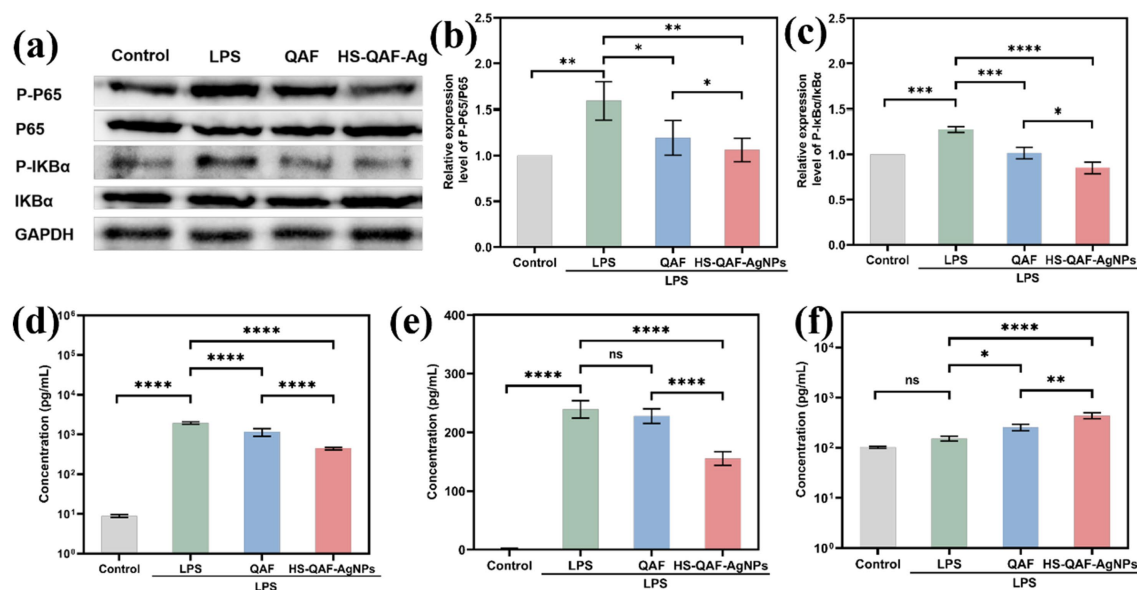 (a)
Control LPS QAF HS-QAF-Ag
P-P65
P65
P-IKBα
IKBα
GAPDH
(b)
Relative expression
level of P-P65/P65
2.5
2.0
1.5
1.0
0.5
0.0
**
*
**
*
Control LPS QAF HS-QAF-AgNPs
LPS
(c)
Relative expression
level of P-IκBα/IκBα
2.5
2.0
1.5
1.0
0.5
0.0
****
***
***
*
Control LPS QAF HS-QAF-AgNPs
LPS
(d)
Concentration (pg/mL)
10⁶
10⁵
10⁴
10³
10²
10¹
10⁰
****
****
****
****
Control LPS QAF HS-QAF-AgNPs
LPS
(e)
Concentration (pg/mL)
400
300
200
100
0
****
ns
****
****
Control LPS QAF HS-QAF-AgNPs
LPS
(f)
Concentration (pg/mL)
10⁴
10³
10²
10¹
10⁰
****
*
ns
**
Control LPS QAF HS-QAF-AgNPs
LPS